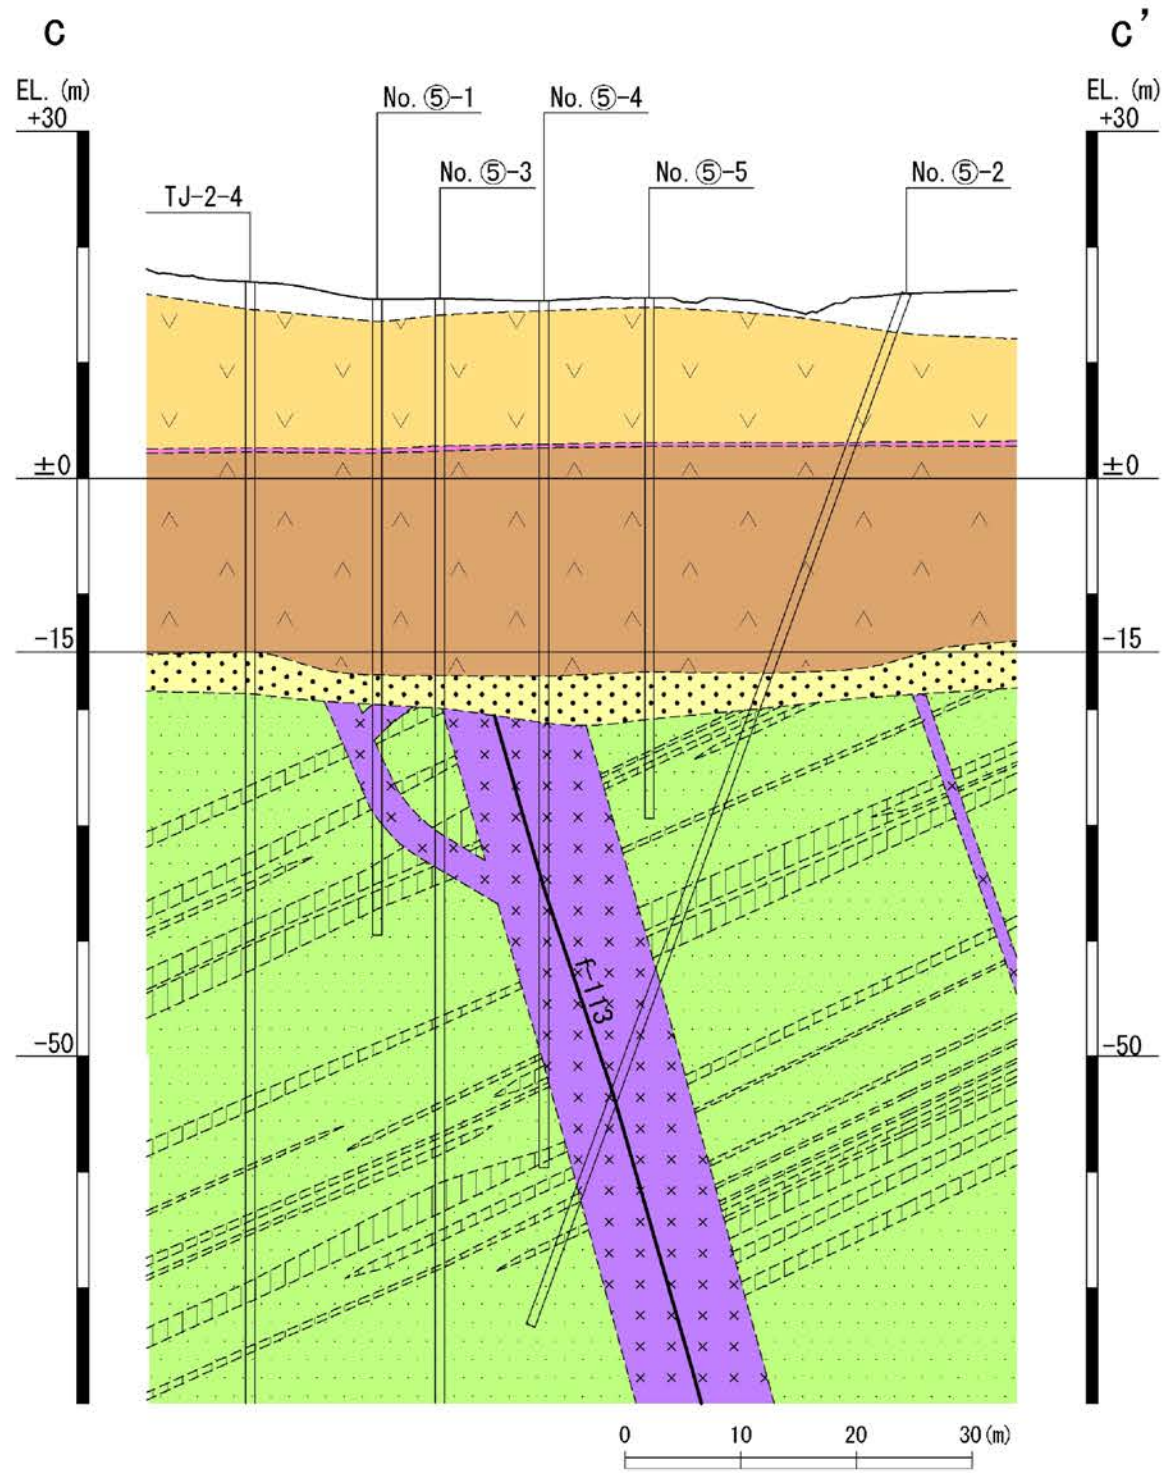 C
C’
EL. (m)
EL. (m)
+30
+30
No. ⑤-1
No. ⑤-4
No. ⑤-3
No. ⑤-5
No. ⑤-2
TJ-2-4
±0
±0
-15
-15
f-113
-50
-50
0 10 20 30(m)